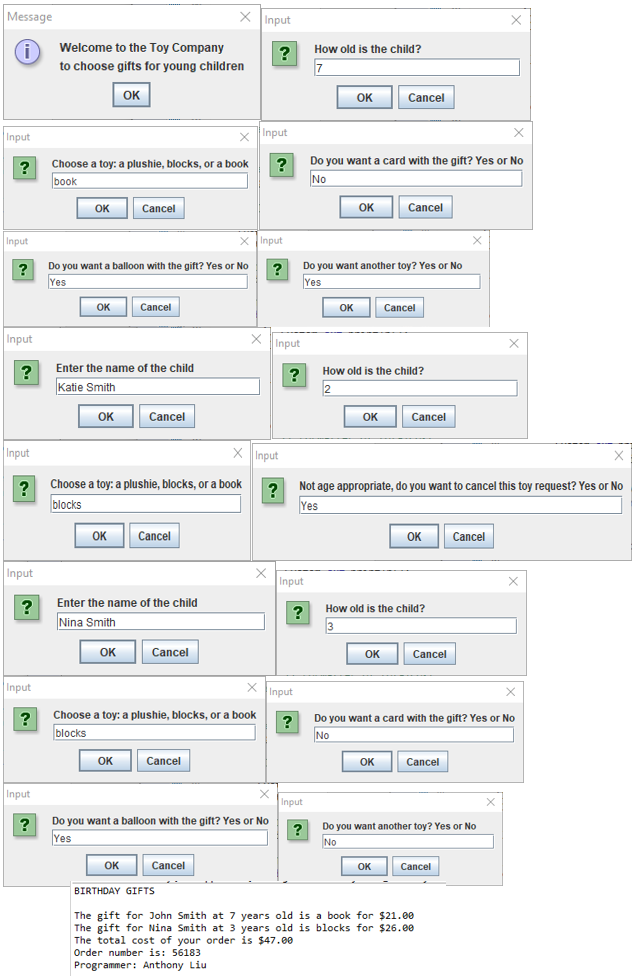 Message
Welcome to the Toy Company
to choose gifts for young children
OK
Input
How old is the child?
7
OK Cancel
Input
Choose a toy: a plushie, blocks, or a book
book
OK Cancel
Input
Do you want a card with the gift? Yes or No
No
OK Cancel
Input
Do you want a balloon with the gift? Yes or No
Yes
OK Cancel
Input
Do you want another toy? Yes or No
Yes
OK Cancel
Input
Enter the name of the child
Katie Smith
OK Cancel
Input
How old is the child?
2
OK Cancel
Input
Choose a toy: a plushie, blocks, or a book
blocks
OK Cancel
Input
Not age appropriate, do you want to cancel this toy request? Yes or No
Yes
OK Cancel
Input
Enter the name of the child
Nina Smith
OK Cancel
Input
How old is the child?
3
OK Cancel
Input
Choose a toy: a plushie, blocks, or a book
blocks
OK Cancel
Input
Do you want a card with the gift? Yes or No
No
OK Cancel
Input
Do you want a balloon with the gift? Yes or No
Yes
OK Cancel
Input
Do you want another toy? Yes or No
No
OK Cancel
BIRTHDAY GIFTS
The gift for John Smith at 7 years old is a book for $21.00
The gift for Nina Smith at 3 years old is blocks for $26.00
The total cost of your order is $47.00
Order number is: 56183
Programmer: Anthony Liu